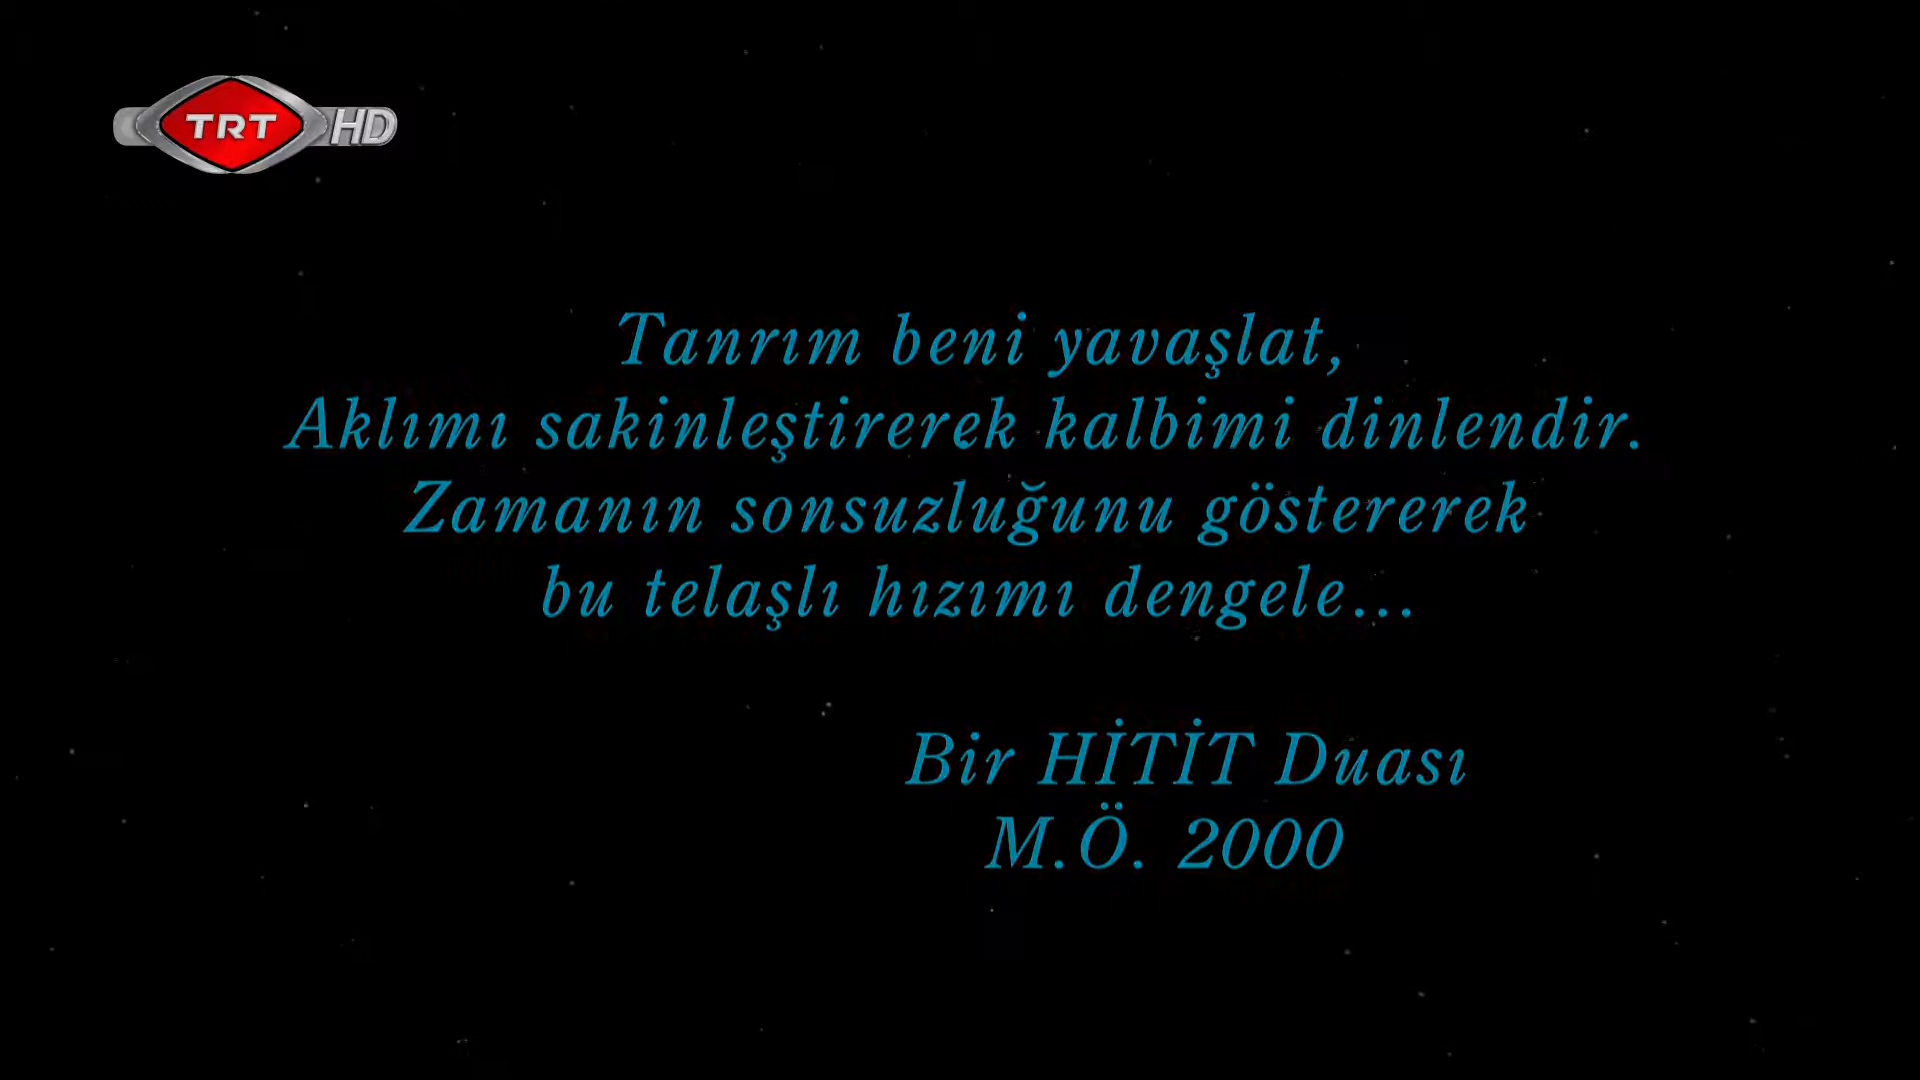 TRT HD
Tanrım beni yavaşlat,
Aklımı sakinleştirerek kalbimi dinlendir.
Zamanın sonsuzluğunu göstererek
bu telaşlı hızımı dengele...
Bir HİTİT Duası
M.Ö. 2000